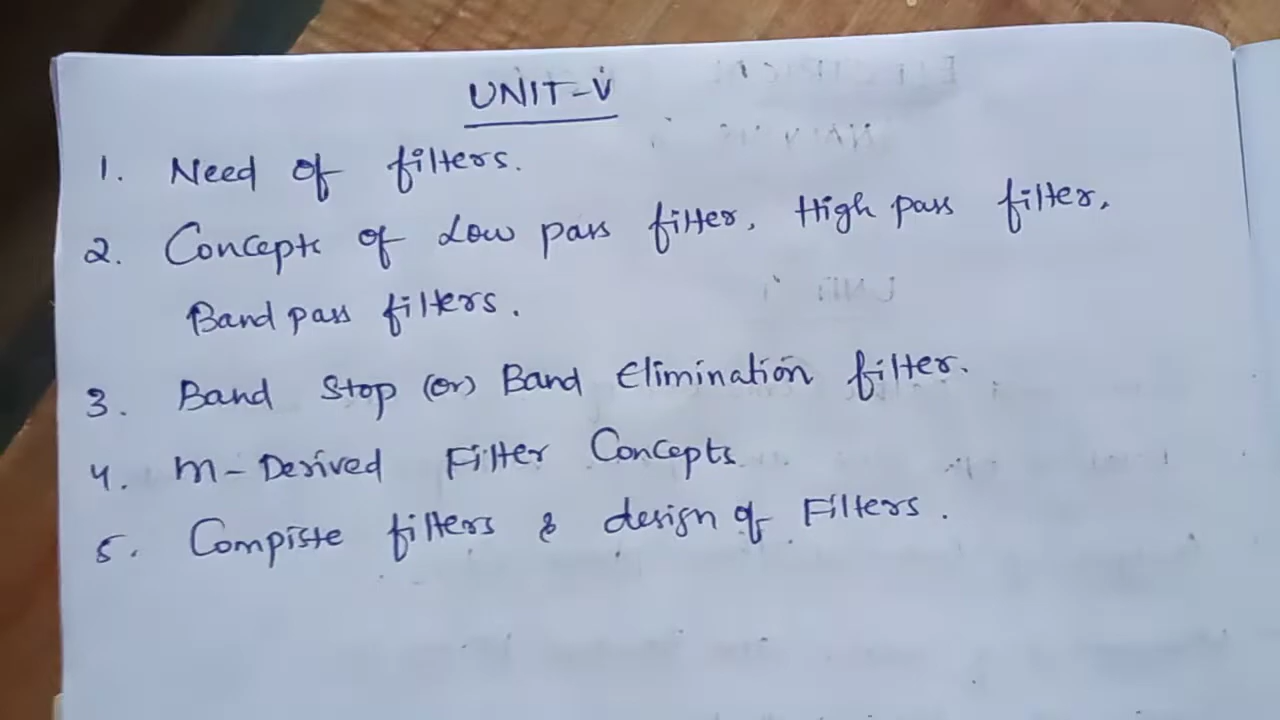 UNIT-V
1. Need of filters.
2. Concepts of Low pass filter, High pass filter,
Band pass filters.
3. Band Stop (or) Band Elimination filter.
4. m-Derived Filter Concepts
5. Compiste filters & design of Filters.